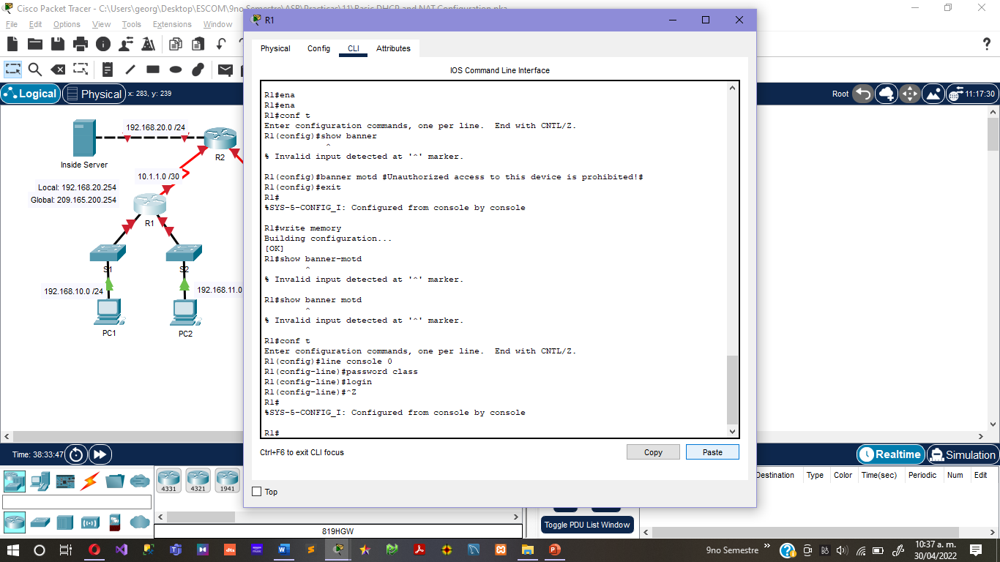 Cisco Packet Tracer - C:\Users\georg\Desktop\ESCOM\9no Semestre\ASR\Practicas\11\Basic DHCP and NAT Configuration.pka
File Edit Options View Tools Extensions Window
R1
Physical Config CLI Attributes
IOS Command Line Interface
Logical Physical x: 283, y: 239
Root 11:17:30
R1#ena
R1#ena
R1#conf t
Enter configuration commands, one per line. End with CNTL/Z.
R1(config)#show banner
^
% Invalid input detected at '^' marker.
R1(config)#banner motd #Unauthorized access to this device is prohibited!#
R1(config)#exit
R1#
%SYS-5-CONFIG_I: Configured from console by console
R1#write memory
Building configuration...
[OK]
R1#show banner-motd
^
% Invalid input detected at '^' marker.
R1#show banner motd
^
% Invalid input detected at '^' marker.
R1#conf t
Enter configuration commands, one per line. End with CNTL/Z.
R1(config)#line console 0
R1(config-line)#password class
R1(config-line)#login
R1(config-line)#^Z
R1#
%SYS-5-CONFIG_I: Configured from console by console
R1#
Ctrl+F6 to exit CLI focus
Copy Paste
Top
192.168.20.0 /24
Inside Server
R2
10.1.1.0 /30
Local: 192.168.20.254
Global: 209.165.200.254
R1
S1 S2
192.168.10.0 /24
192.168.11.0
PC1 PC2
Time: 38:33:47
Realtime Simulation
4331 4321 1941
819HGW
Destination Type Color Time(sec) Periodic Num Edit
Toggle PDU List Window
9no Semestre
10:37 a. m.
30/04/2022